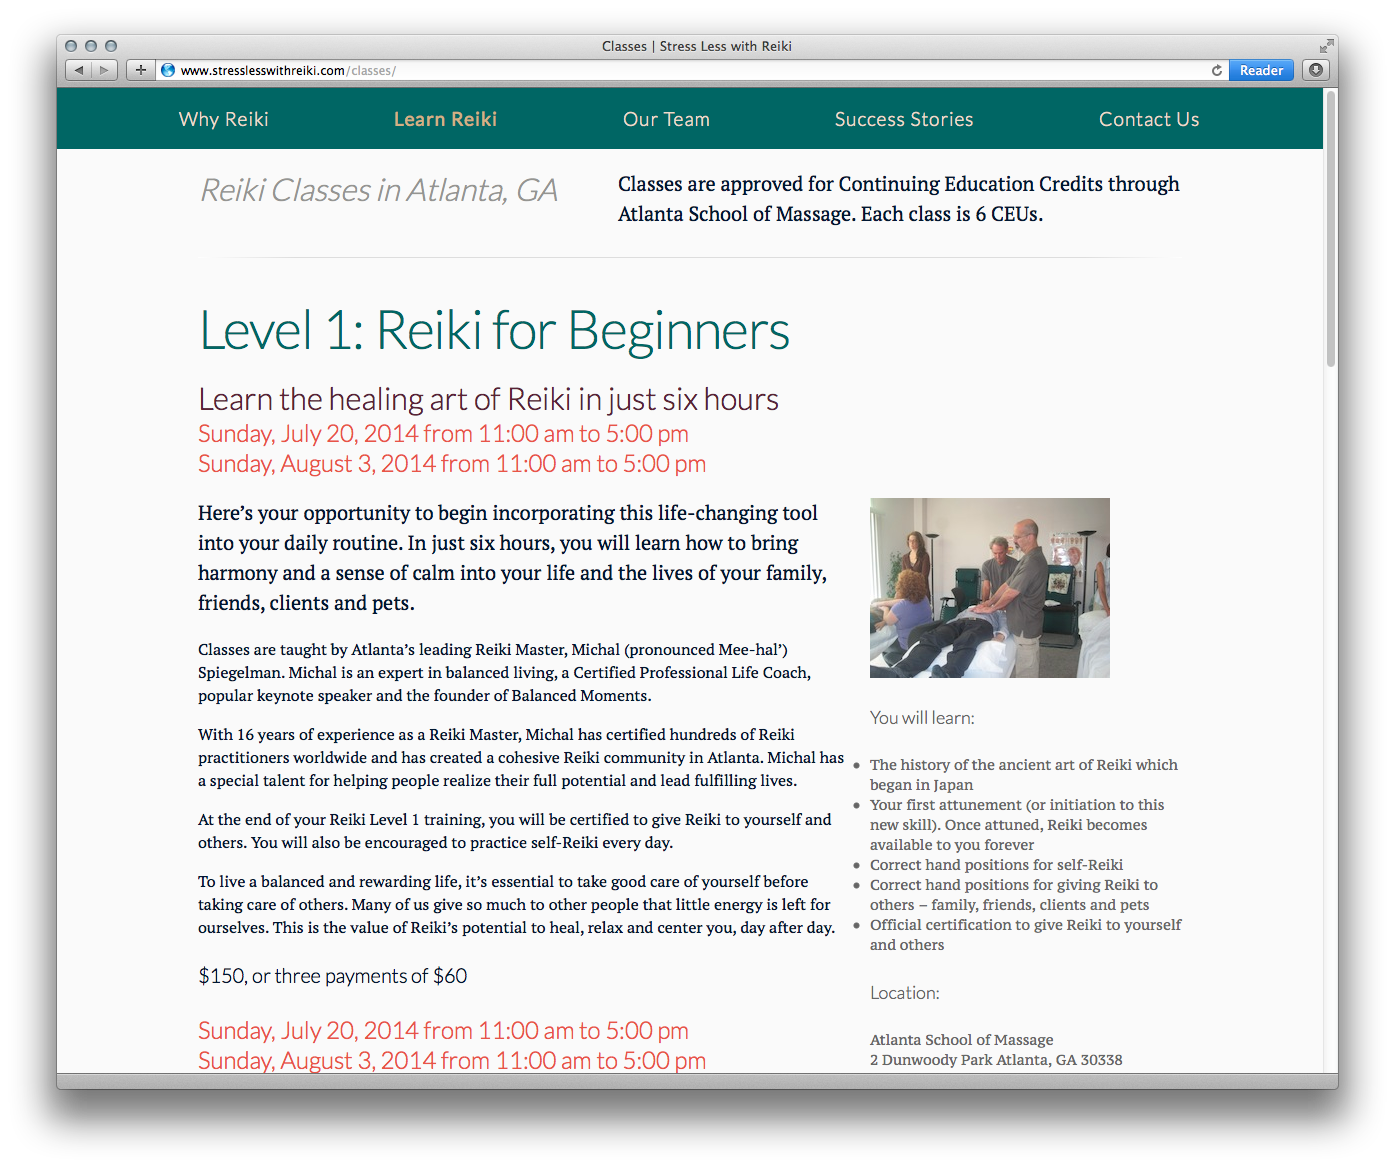 Classes | Stress Less with Reiki
www.stresslesswithreiki.com/classes/
Reader
Why Reiki
Learn Reiki
Our Team
Success Stories
Contact Us
Reiki Classes in Atlanta, GA
Classes are approved for Continuing Education Credits through
Atlanta School of Massage. Each class is 6 CEUs.
Level 1: Reiki for Beginners
Learn the healing art of Reiki in just six hours
Sunday, July 20, 2014 from 11:00 am to 5:00 pm
Sunday, August 3, 2014 from 11:00 am to 5:00 pm
Here’s your opportunity to begin incorporating this life-changing tool
into your daily routine. In just six hours, you will learn how to bring
harmony and a sense of calm into your life and the lives of your family,
friends, clients and pets.
Classes are taught by Atlanta’s leading Reiki Master, Michal (pronounced Mee-hal’)
Spiegelman. Michal is an expert in balanced living, a Certified Professional Life Coach,
popular keynote speaker and the founder of Balanced Moments.
With 16 years of experience as a Reiki Master, Michal has certified hundreds of Reiki
practitioners worldwide and has created a cohesive Reiki community in Atlanta. Michal has
a special talent for helping people realize their full potential and lead fulfilling lives.
At the end of your Reiki Level 1 training, you will be certified to give Reiki to yourself and
others. You will also be encouraged to practice self-Reiki every day.
To live a balanced and rewarding life, it’s essential to take good care of yourself before
taking care of others. Many of us give so much to other people that little energy is left for
ourselves. This is the value of Reiki’s potential to heal, relax and center you, day after day.
$150, or three payments of $60
Sunday, July 20, 2014 from 11:00 am to 5:00 pm
Sunday, August 3, 2014 from 11:00 am to 5:00 pm
You will learn:
• The history of the ancient art of Reiki which
began in Japan
• Your first attunement (or initiation to this
new skill). Once attuned, Reiki becomes
available to you forever
• Correct hand positions for self-Reiki
• Correct hand positions for giving Reiki to
others – family, friends, clients and pets
• Official certification to give Reiki to yourself
and others
Location:
Atlanta School of Massage
2 Dunwoody Park Atlanta, GA 30338